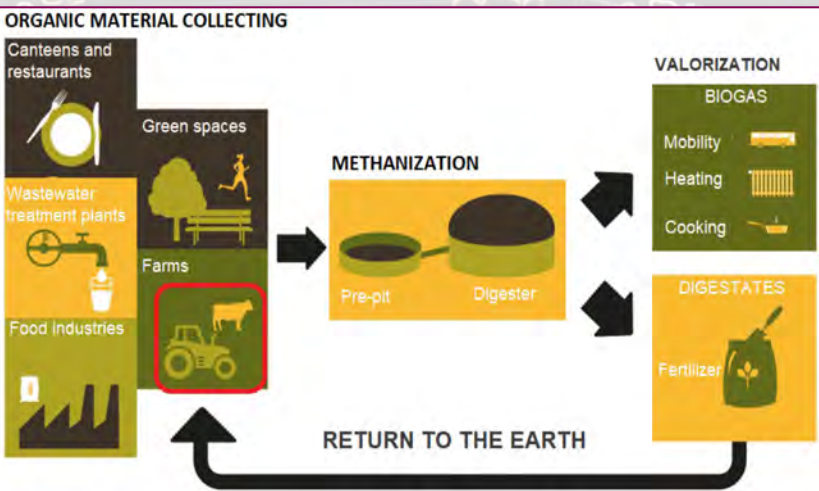 ORGANIC MATERIAL COLLECTING
Canteens and
restaurants
Green spaces
Wastewater
treatment plants
Farms
Food industries
METHANIZATION
Pre-pit
Digester
VALORIZATION
BIOGAS
Mobility
Heating
Cooking
DIGESTATES
Fertilizer
RETURN TO THE EARTH